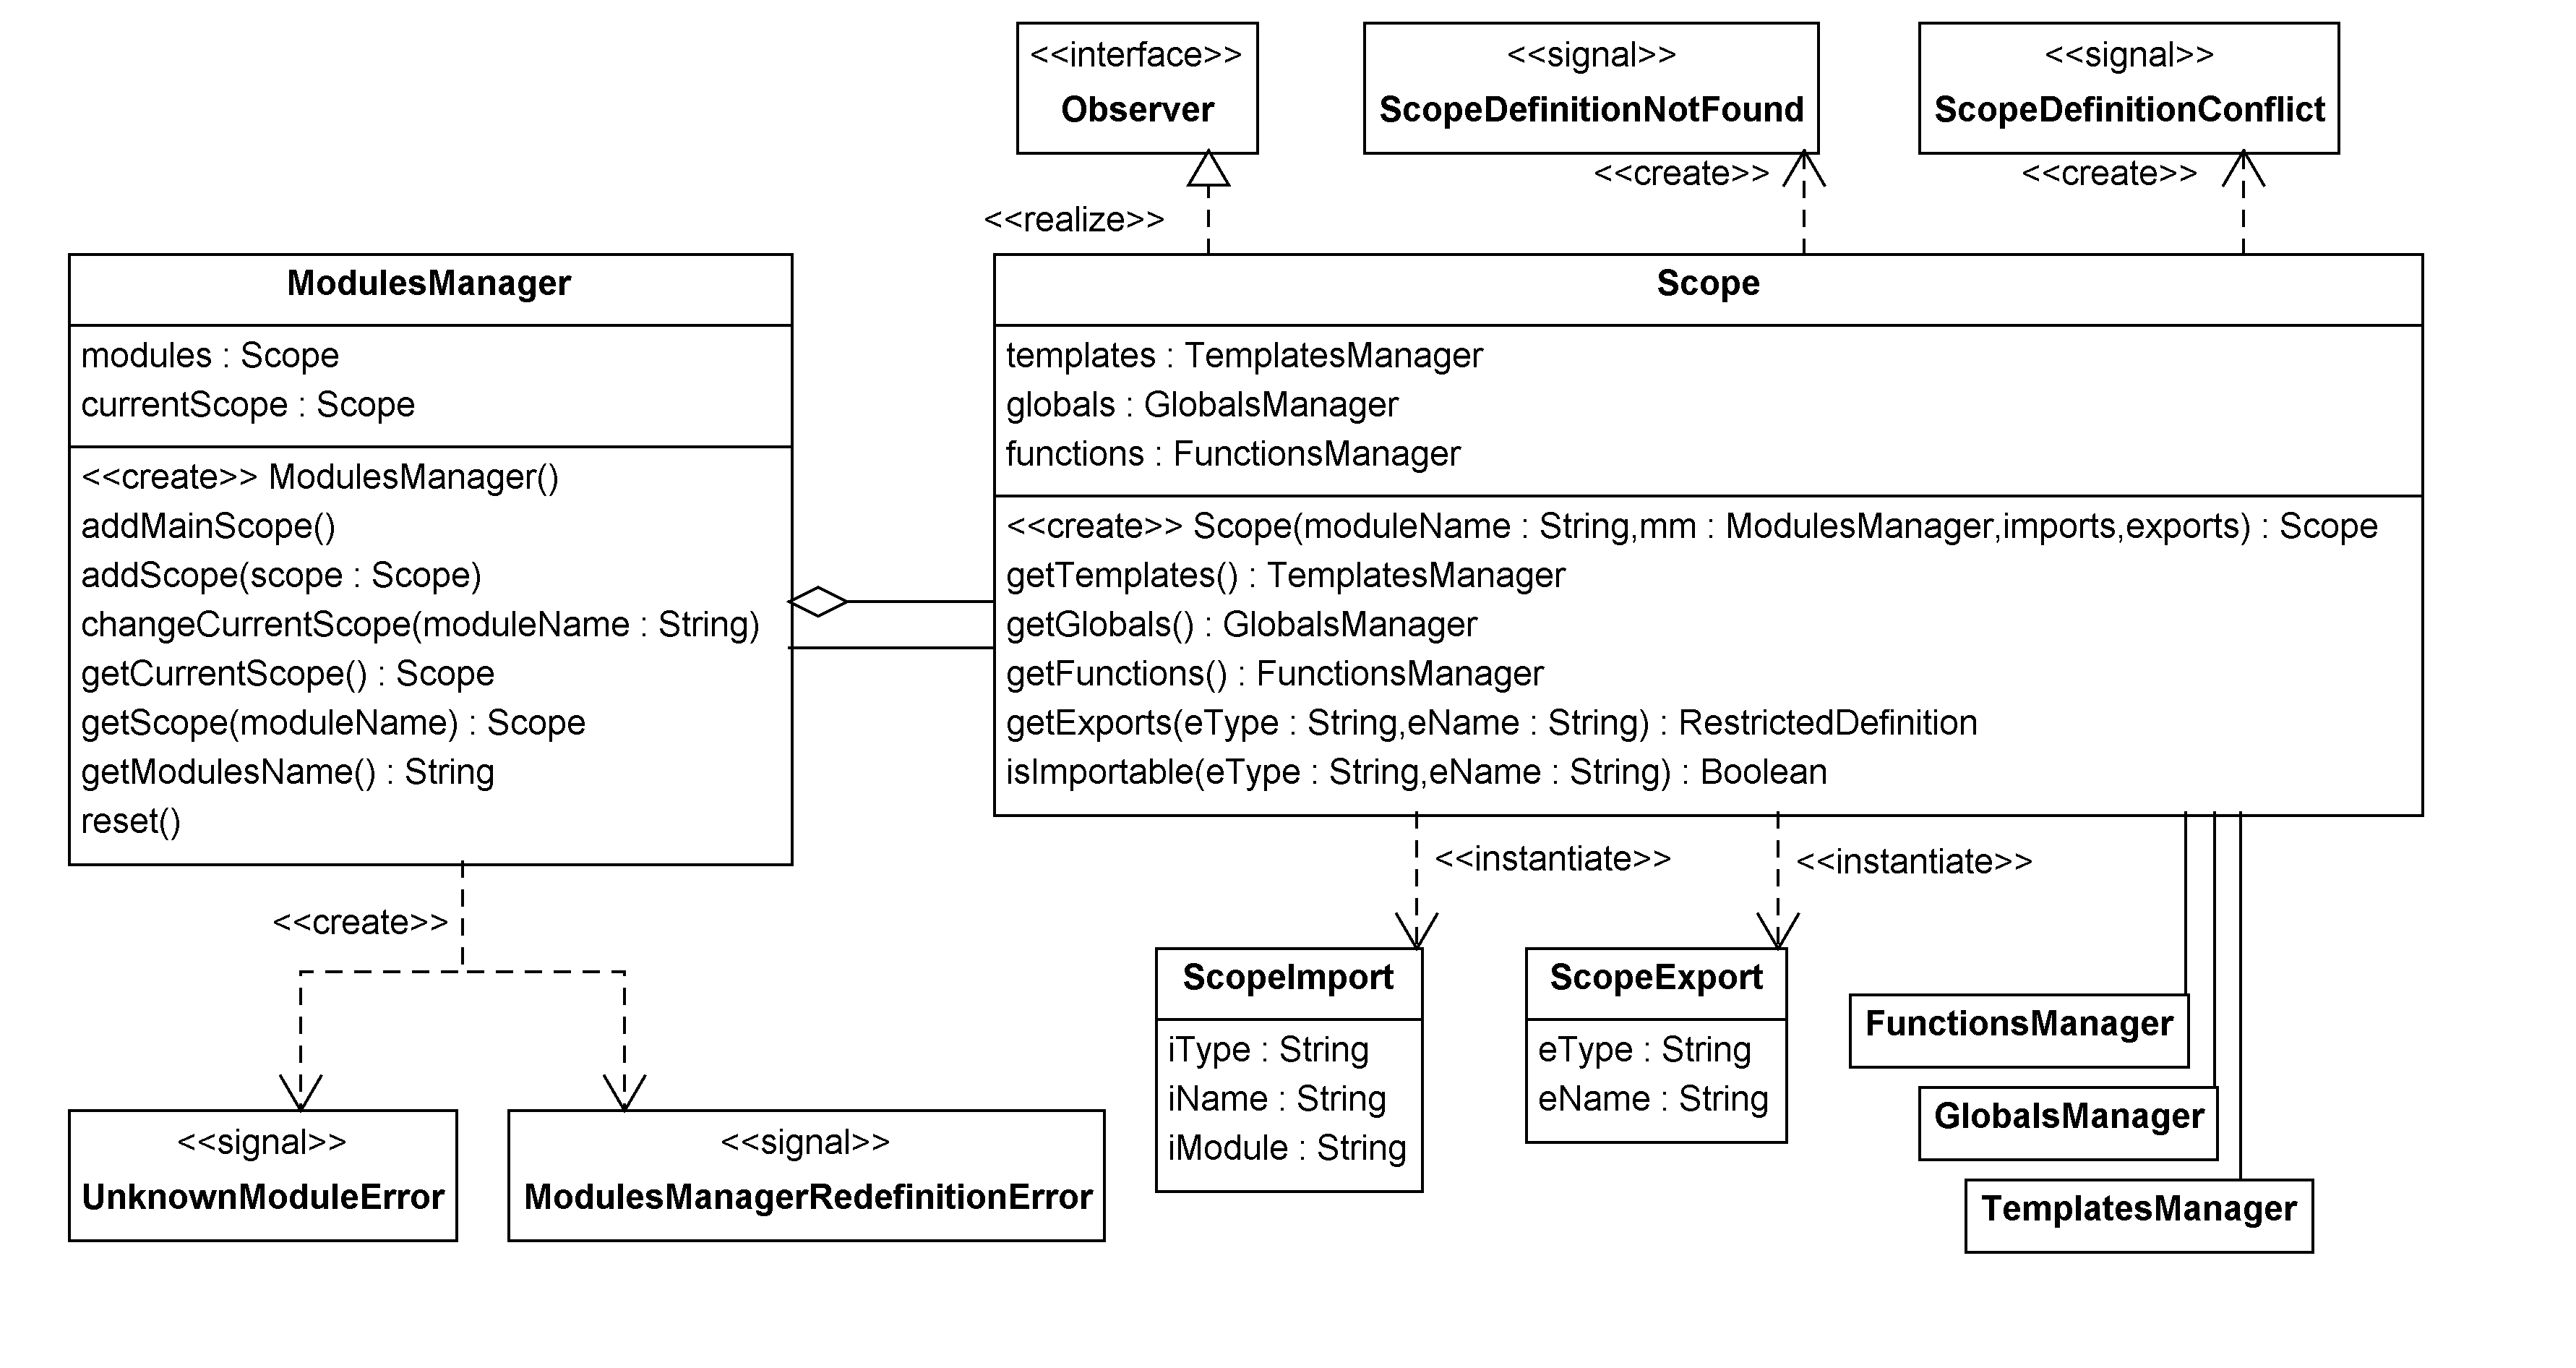 <<interface>>
Observer
<<signal>>
ScopeDefinitionNotFound
<<signal>>
ScopeDefinitionConflict
<<realize>>
<<create>>
<<create>>
ModulesManager
modules : Scope
currentScope : Scope
<<create>> ModulesManager()
addMainScope()
addScope(scope : Scope)
changeCurrentScope(moduleName : String)
getCurrentScope() : Scope
getScope(moduleName) : Scope
getModulesName() : String
reset()
Scope
templates : TemplatesManager
globals : GlobalsManager
functions : FunctionsManager
<<create>> Scope(moduleName : String,mm : ModulesManager,imports,exports) : Scope
getTemplates() : TemplatesManager
getGlobals() : GlobalsManager
getFunctions() : FunctionsManager
getExports(eType : String,eName : String) : RestrictedDefinition
isImportable(eType : String,eName : String) : Boolean
<<create>>
<<instantiate>>
<<instantiate>>
<<signal>>
UnknownModuleError
<<signal>>
ModulesManagerRedefinitionError
ScopeImport
iType : String
iName : String
iModule : String
ScopeExport
eType : String
eName : String
FunctionsManager
GlobalsManager
TemplatesManager